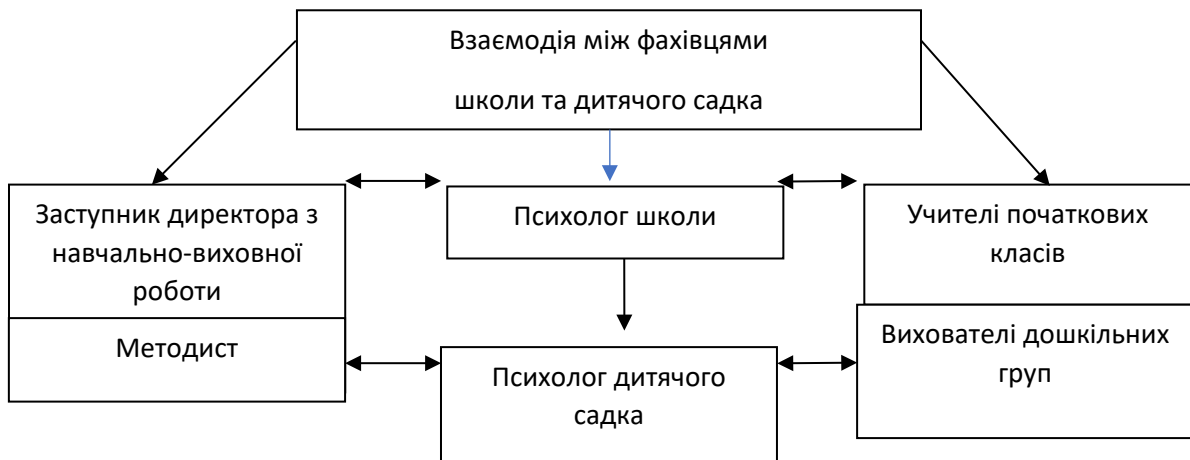 Взаємодія між фахівцями
школи та дитячого садка
Заступник директора з
навчально-виховної
роботи
Психолог школи
Учителі початкових
класів
Методист
Психолог дитячого
садка
Вихователі дошкільних
груп